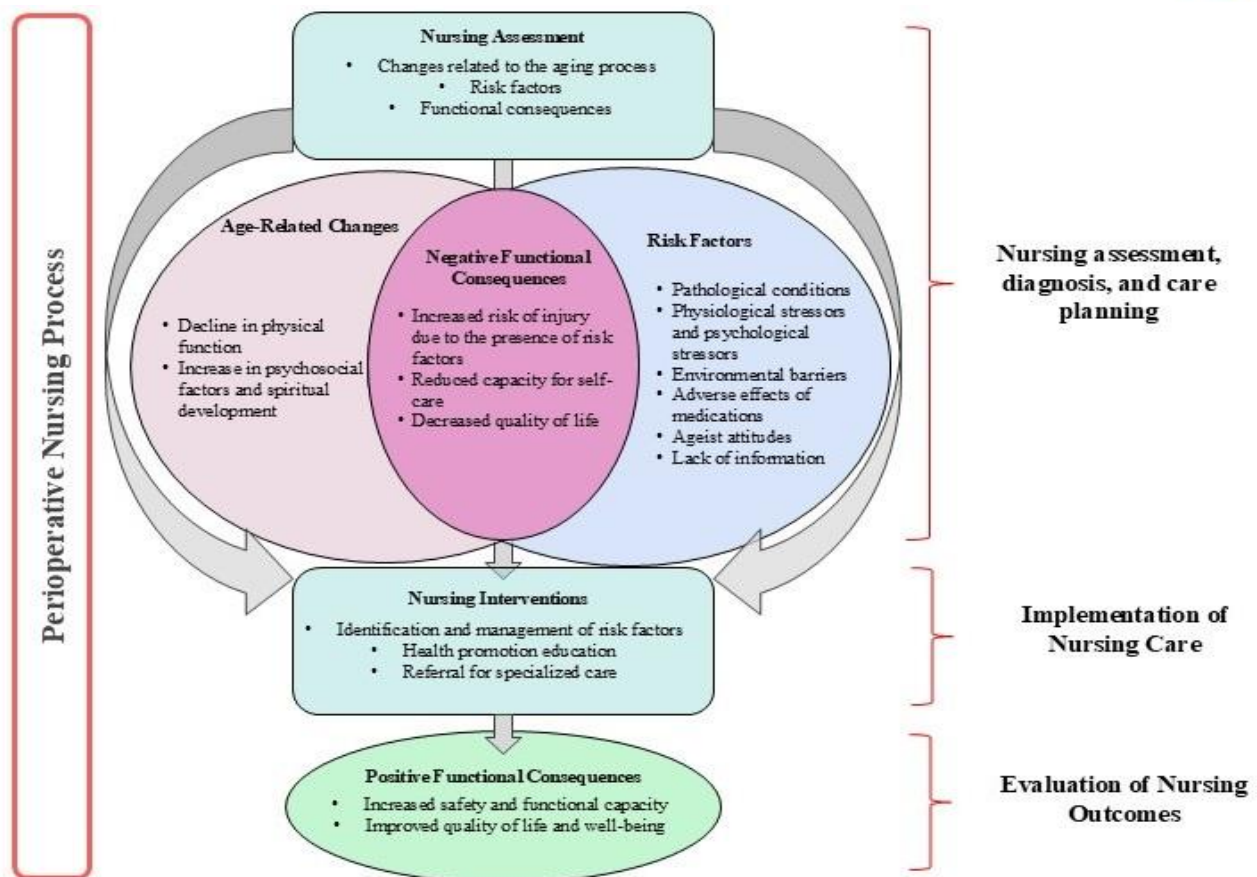 Perioperative Nursing Process
Nursing Assessment
• Changes related to the aging process
• Risk factors
• Functional consequences
Age-Related Changes
• Decline in physical
function
• Increase in psychosocial
factors and spiritual
development
Negative Functional
Consequences
• Increased risk of injury
due to the presence of risk
factors
• Reduced capacity for self-
care
• Decreased quality of life
Risk Factors
• Pathological conditions
• Physiological stressors
and psychological
stressors
• Environmental barriers
• Adverse effects of
medications
• Ageist attitudes
• Lack of information
Nursing assessment,
diagnosis, and care
planning
Nursing Interventions
• Identification and management of risk factors
• Health promotion education
• Referral for specialized care
Implementation of
Nursing Care
Positive Functional Consequences
• Increased safety and functional capacity
• Improved quality of life and well-being
Evaluation of Nursing
Outcomes